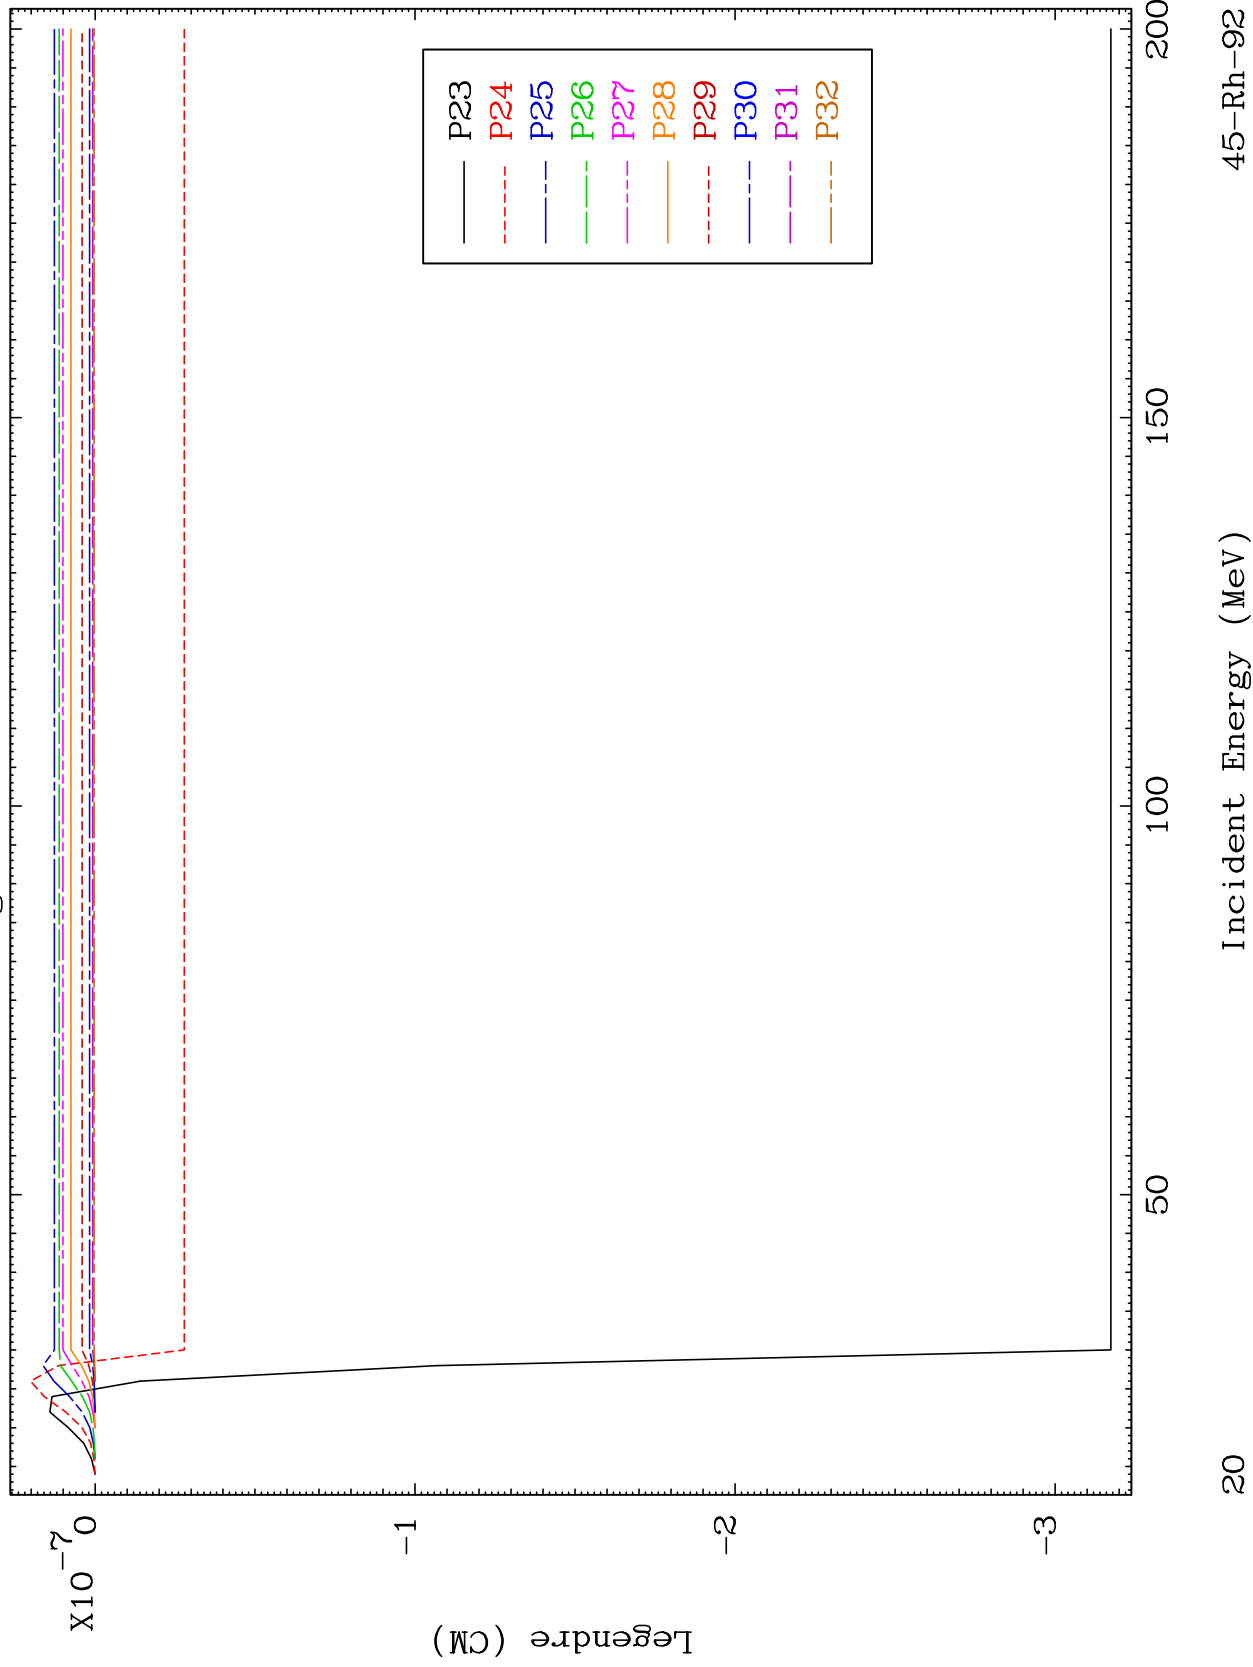 X10-7
0
-1
-2
-3
Legendre (CM)
P23
P24
P25
P26
P27
P28
P29
P30
P31
P32
50
100
150
200
20
Incident Energy (MeV)
45-Rh-92